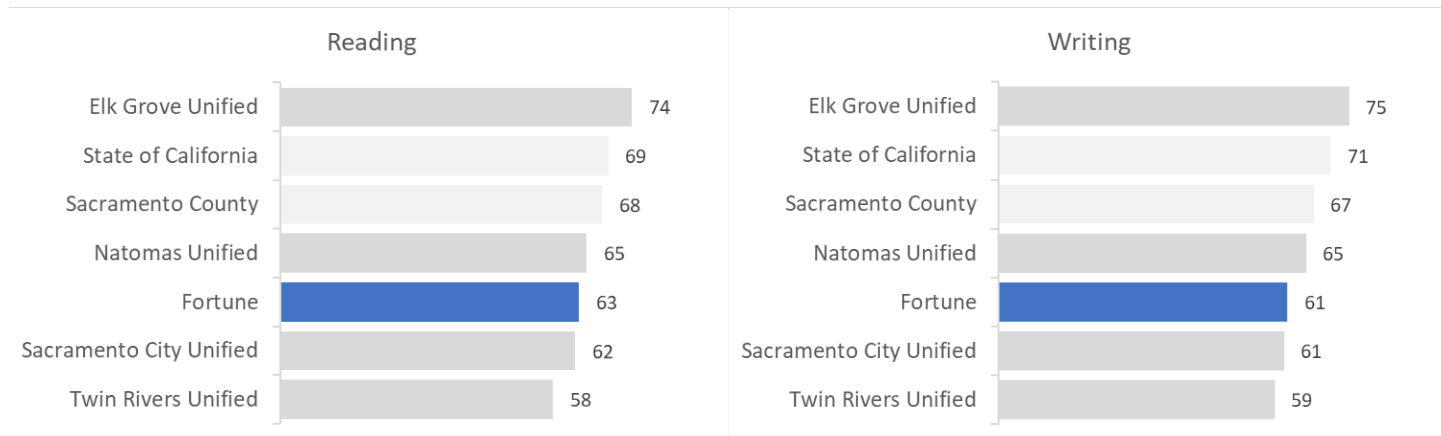 Reading
Elk Grove Unified 74
State of California 69
Sacramento County 68
Natomas Unified 65
Fortune 63
Sacramento City Unified 62
Twin Rivers Unified 58
Writing
Elk Grove Unified 75
State of California 71
Sacramento County 67
Natomas Unified 65
Fortune 61
Sacramento City Unified 61
Twin Rivers Unified 59